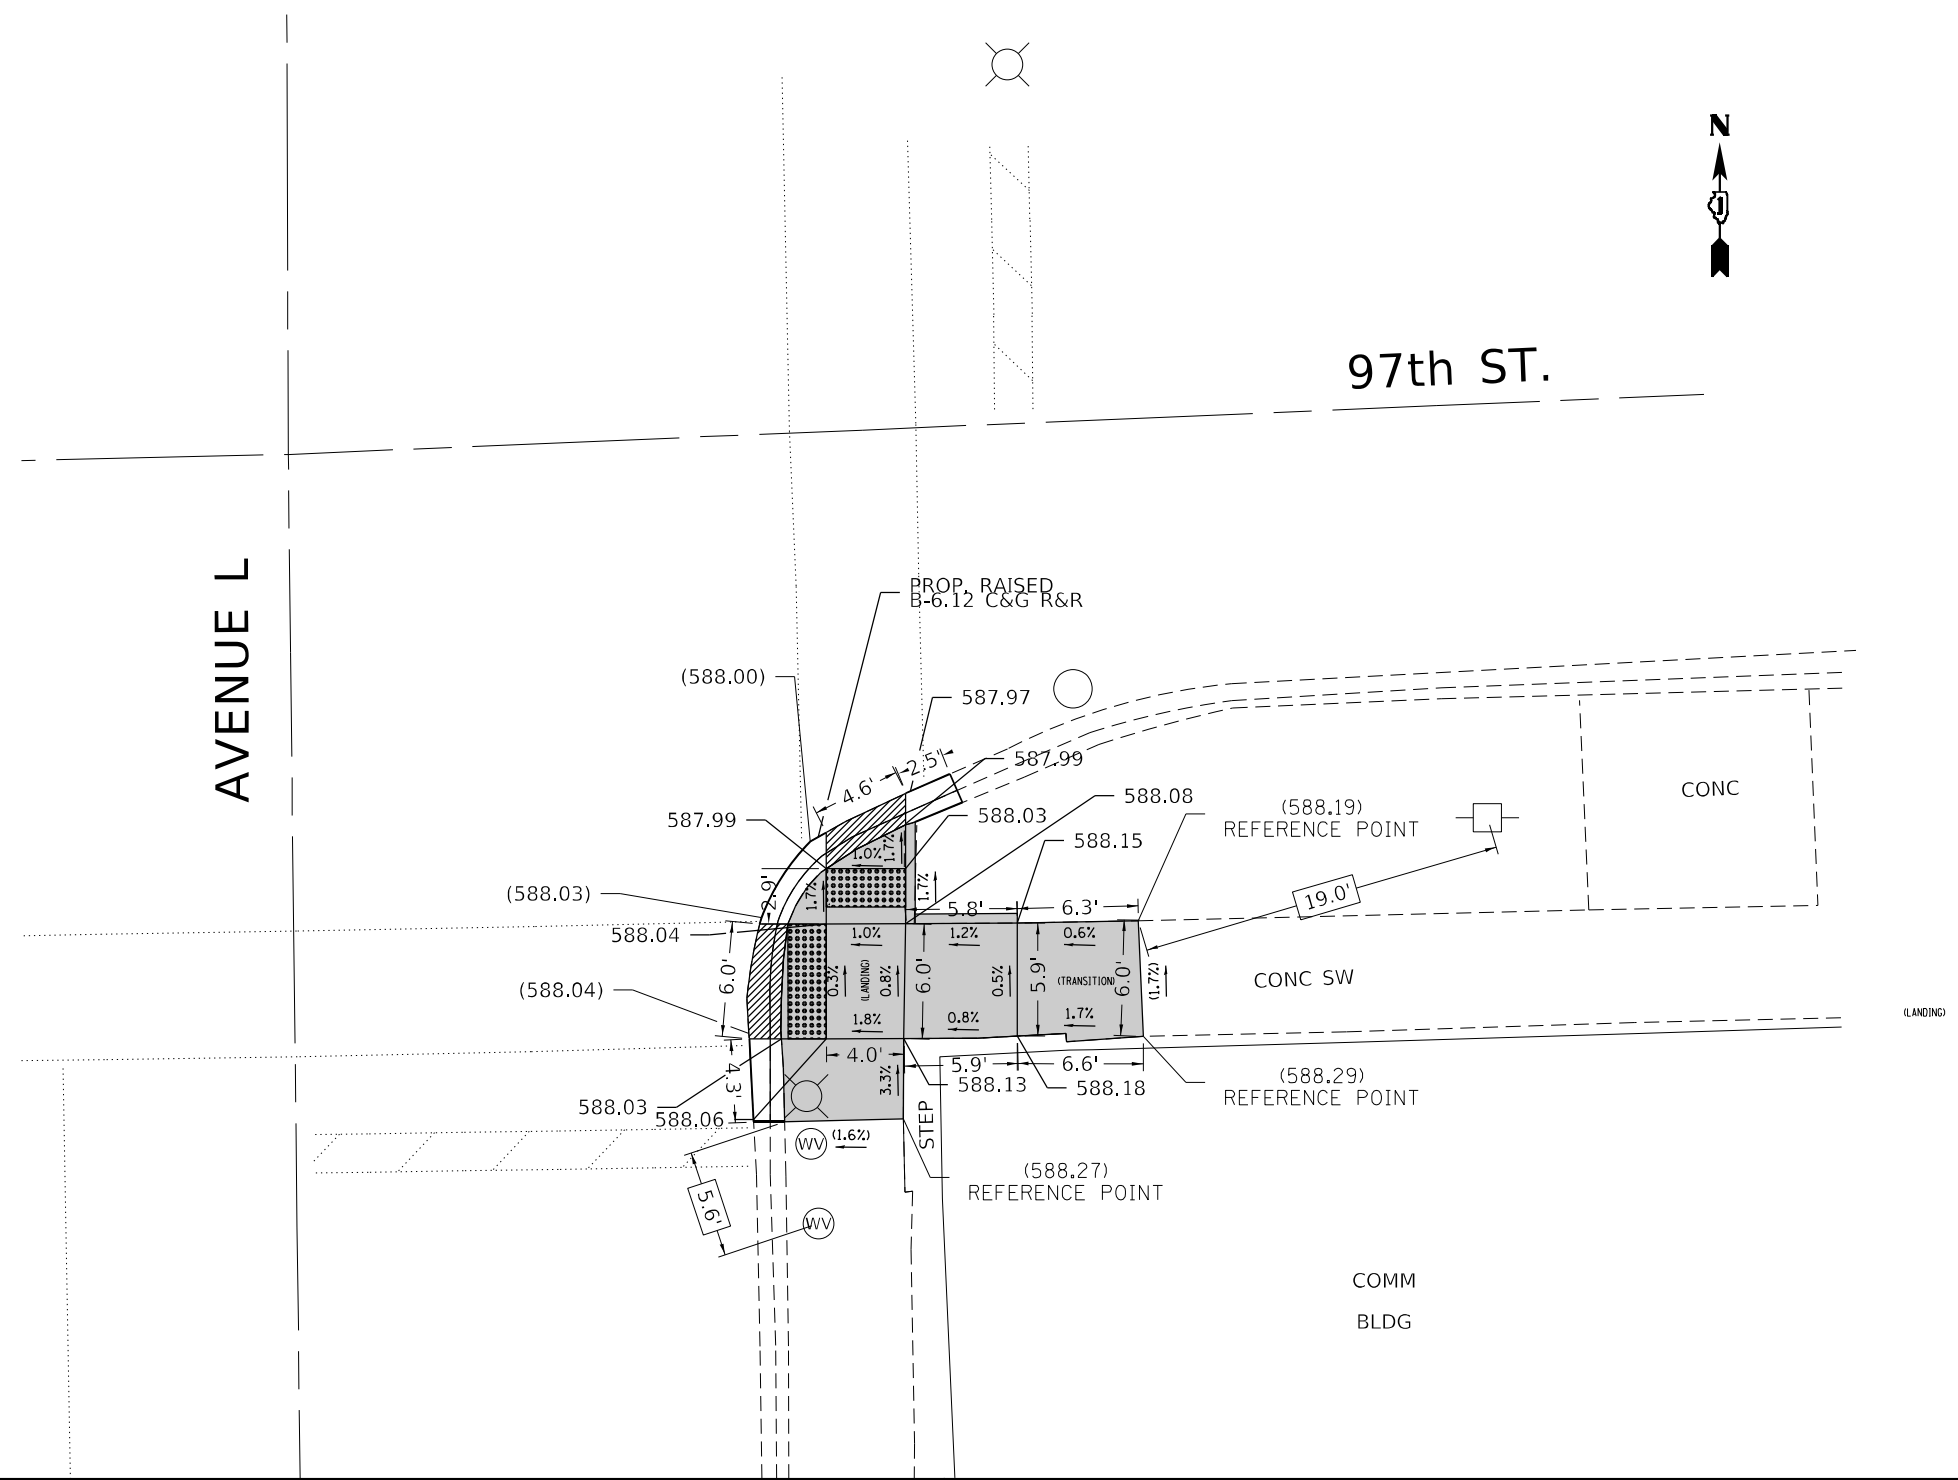 N
97th ST.
AVENUE L
PROP. RAISED
B-6.12 C&G R&R
(588.00)
587.97
2.5'
587.99
4.6'
588.08
(588.19)
REFERENCE POINT
CONC
587.99
588.03
588.15
1.7%
1.0%
(588.03)
2.6'
1.7%
1.7%
19.0'
5.8'
6.3'
588.04
1.0%
1.2%
0.6%
(588.04)
6.0'
0.3%
(LANDING)
0.8%
6.0'
0.5%
5.9'
(TRANSITION)
6.0'
(1.7%)
CONC SW
(LANDING)
1.8%
0.8%
1.7%
4.0'
5.9'
6.6'
4.3'
3.3%
588.13
588.18
(588.29)
REFERENCE POINT
588.03
588.06
STEP
WV
(1.6%)
(588.27)
REFERENCE POINT
5.6'
WV
COMM
BLDG